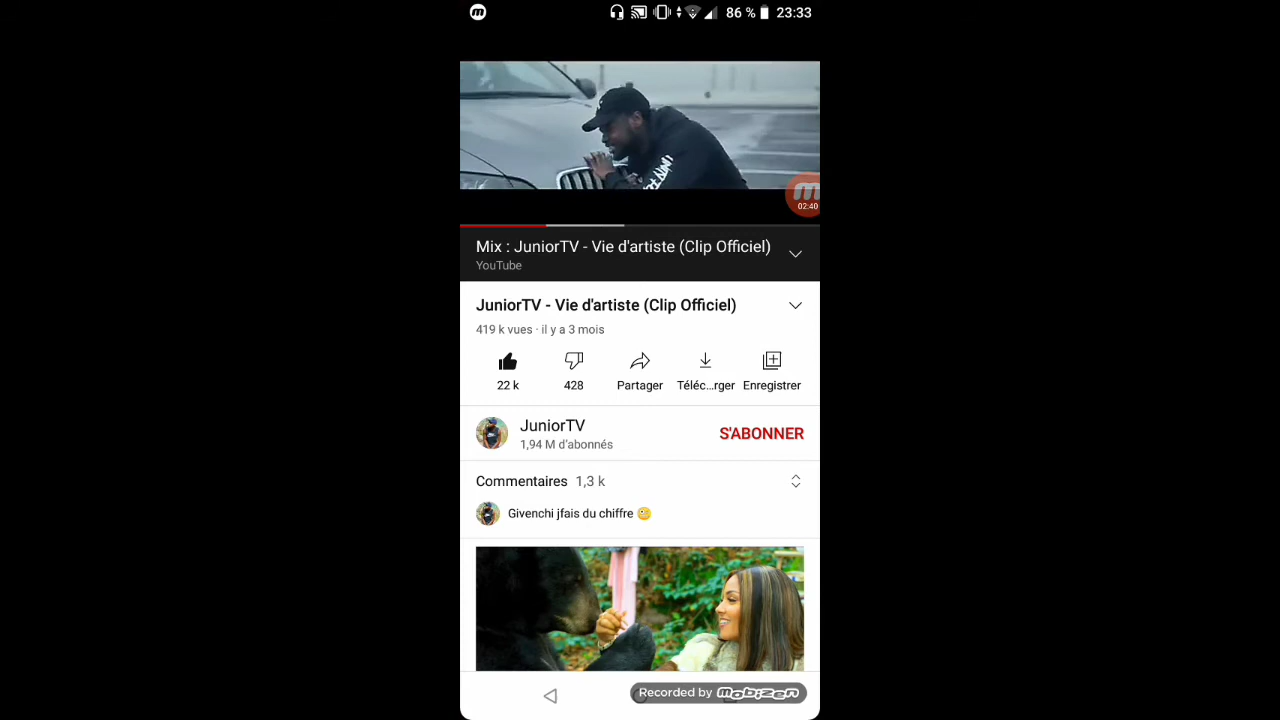 86 % 23:33
02:40
Mix : JuniorTV - Vie d'artiste (Clip Officiel)
YouTube
JuniorTV - Vie d'artiste (Clip Officiel)
419 k vues · il y a 3 mois
22 k 428 Partager Téléc...rger Enregistrer
JuniorTV
1,94 M d'abonnés
S'ABONNER
Commentaires 1,3 k
Givenchi jfais du chiffre 😳
Recorded by mobizen